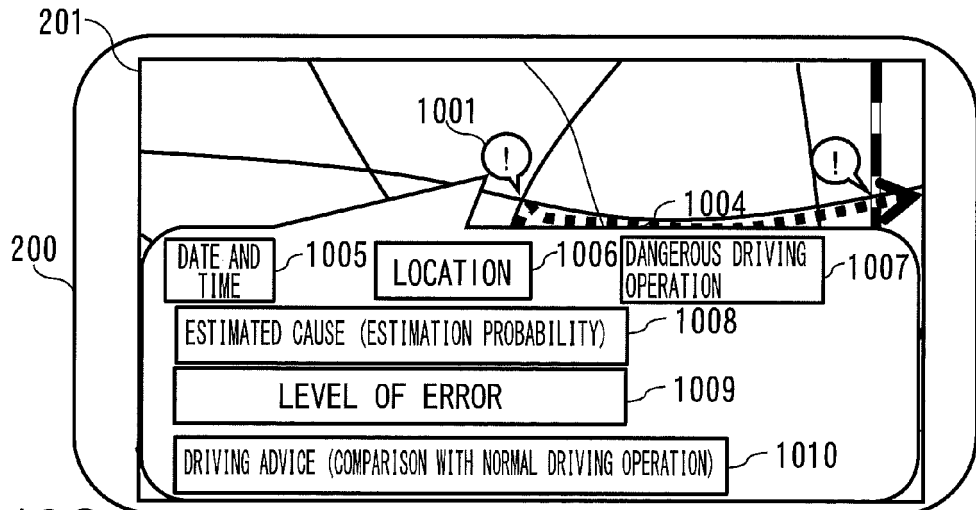 201
1001
!
!
1004
200
DATE AND
TIME
1005
LOCATION
1006
DANGEROUS DRIVING
OPERATION
1007
ESTIMATED CAUSE (ESTIMATION PROBABILITY)
1008
LEVEL OF ERROR
1009
DRIVING ADVICE (COMPARISON WITH NORMAL DRIVING OPERATION)
1010